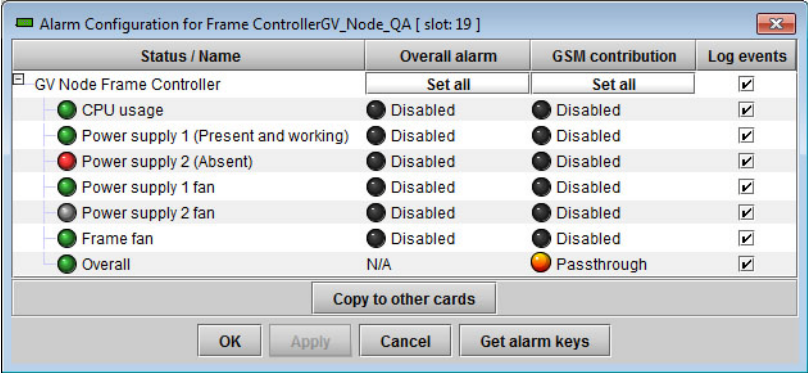 Alarm Configuration for Frame ControllerGV_Node_QA [ slot: 19 ]
Status / Name Overall alarm GSM contribution Log events
GV Node Frame Controller Set all Set all
CPU usage Disabled Disabled
Power supply 1 (Present and working) Disabled Disabled
Power supply 2 (Absent) Disabled Disabled
Power supply 1 fan Disabled Disabled
Power supply 2 fan Disabled Disabled
Frame fan Disabled Disabled
Overall N/A Passthrough
Copy to other cards
OK Apply Cancel Get alarm keys